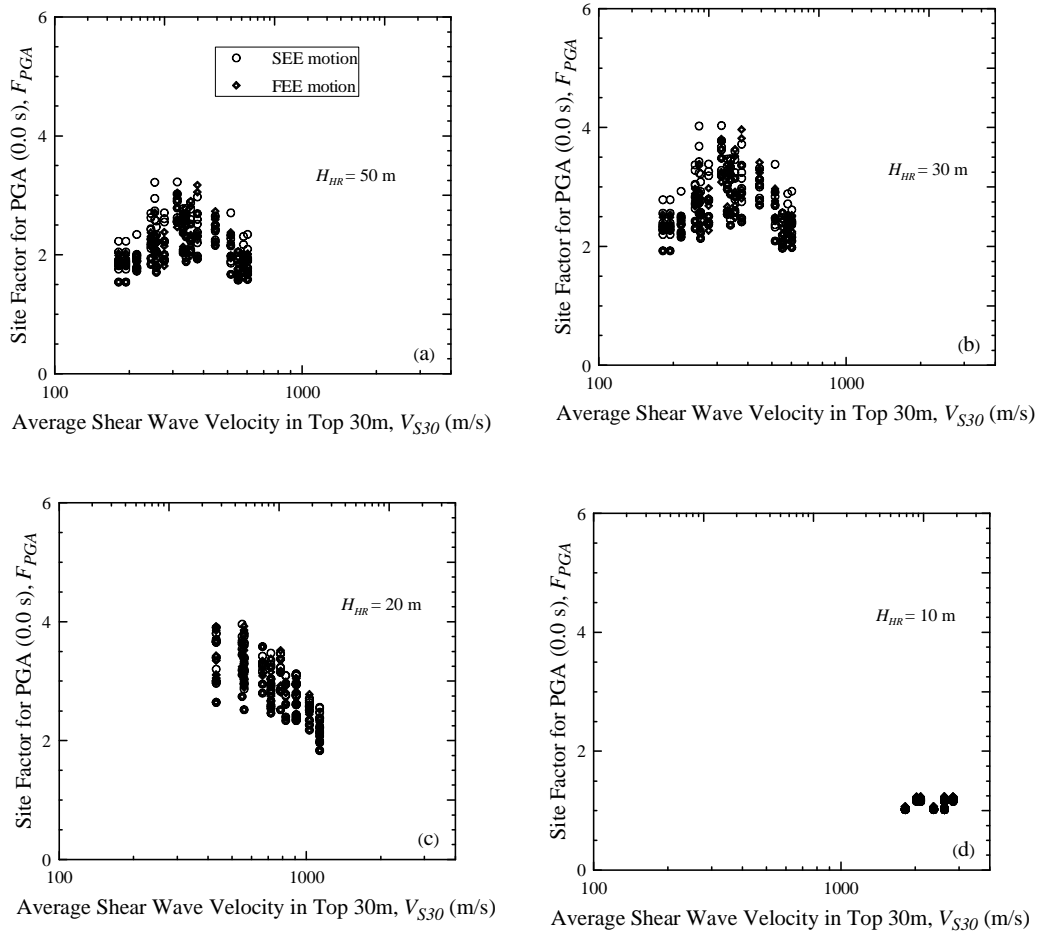 6
4
2
0
100
1000
Site Factor for PGA (0.0 s), F_PGA
SEE motion
FEE motion
H_HR = 50 m
(a)
Average Shear Wave Velocity in Top 30m, V_S30 (m/s)
6
4
2
0
100
1000
Site Factor for PGA (0.0 s), F_PGA
H_HR = 30 m
(b)
Average Shear Wave Velocity in Top 30m, V_S30 (m/s)
6
4
2
0
100
1000
Site Factor for PGA (0.0 s), F_PGA
H_HR = 20 m
(c)
Average Shear Wave Velocity in Top 30m, V_S30 (m/s)
6
4
2
0
100
1000
Site Factor for PGA (0.0 s), F_PGA
H_HR = 10 m
(d)
Average Shear Wave Velocity in Top 30m, V_S30 (m/s)